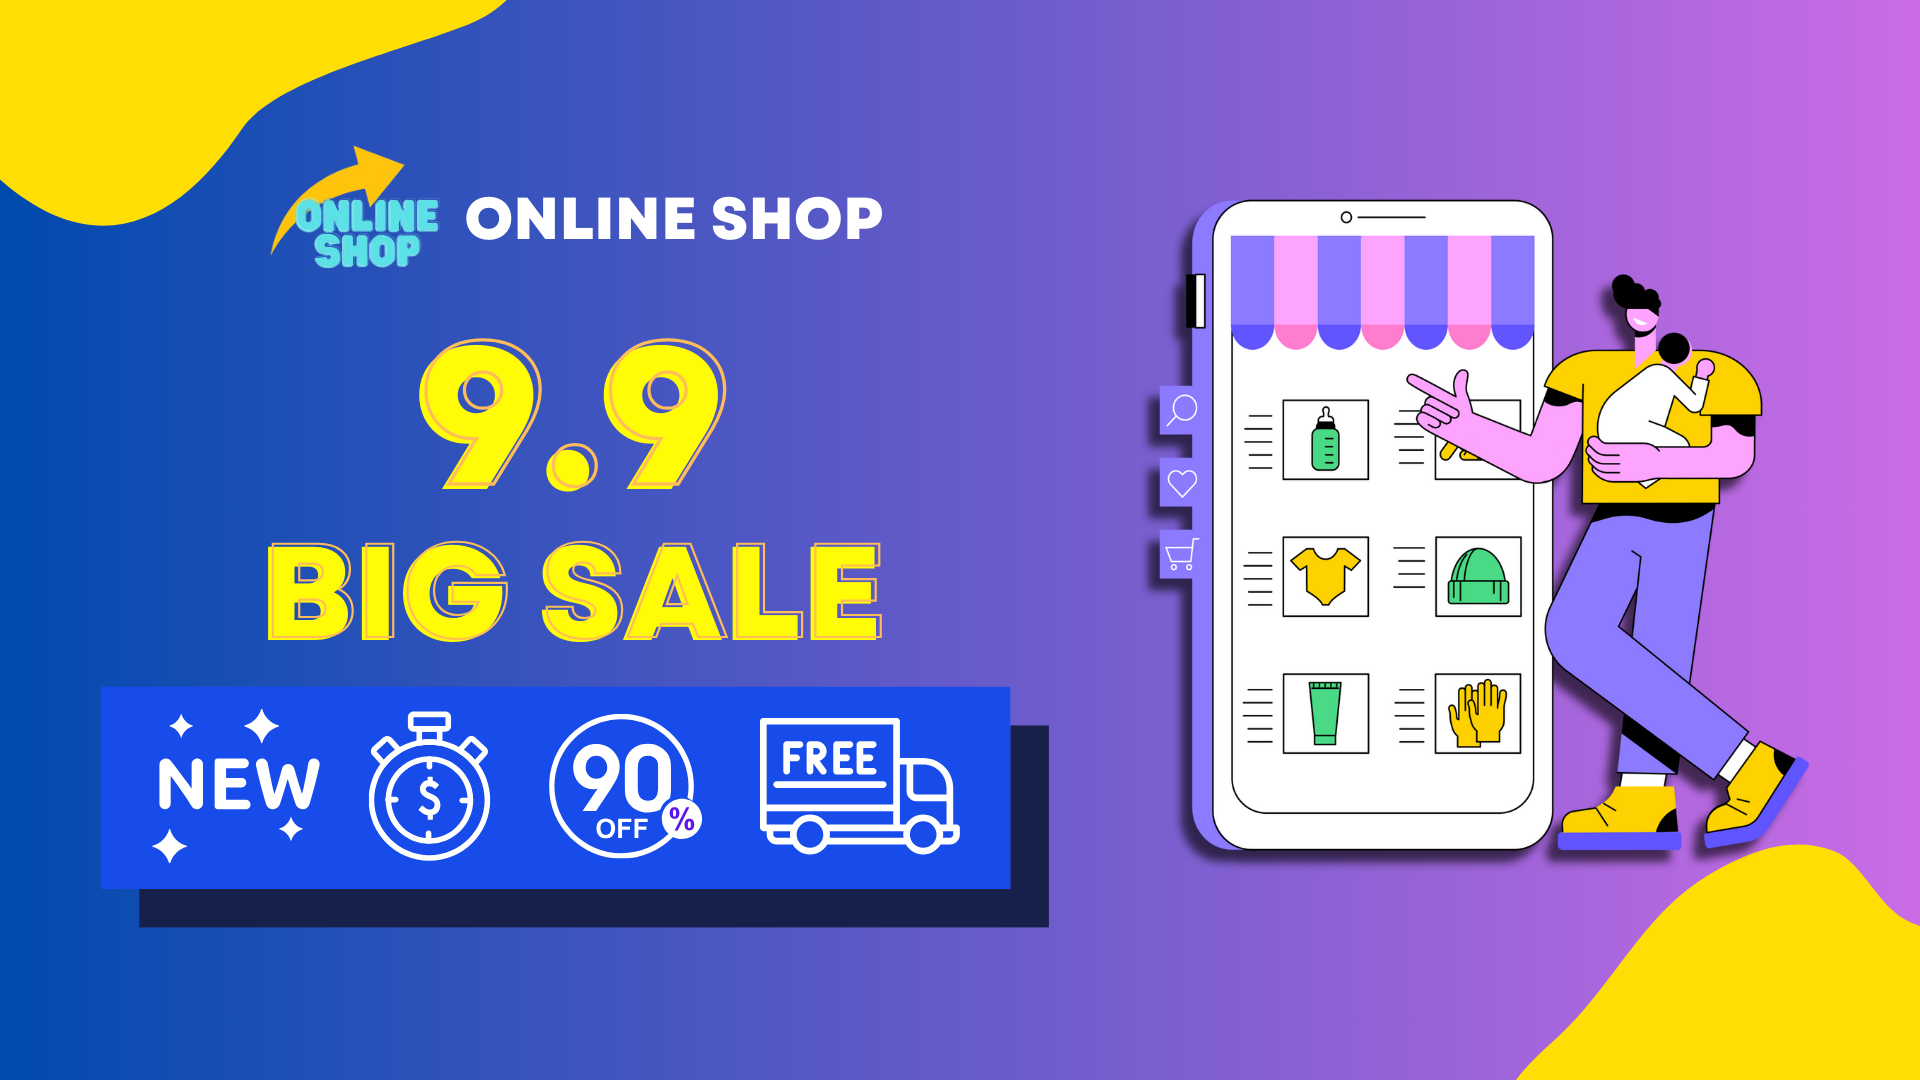 ONLINE
SHOP
ONLINE SHOP
9.9
BIG SALE
NEW
$
90
%
OFF
FREE